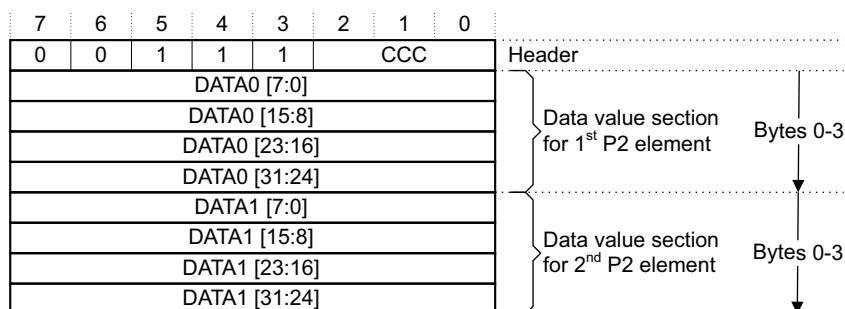 7 6 5 4 3 2 1 0
0 0 1 1 1 CCC Header
DATA0 [7:0]
DATA0 [15:8]
DATA0 [23:16]
DATA0 [31:24]
Data value section
for 1st P2 element
Bytes 0-3
DATA1 [7:0]
DATA1 [15:8]
DATA1 [23:16]
DATA1 [31:24]
Data value section
for 2nd P2 element
Bytes 0-3